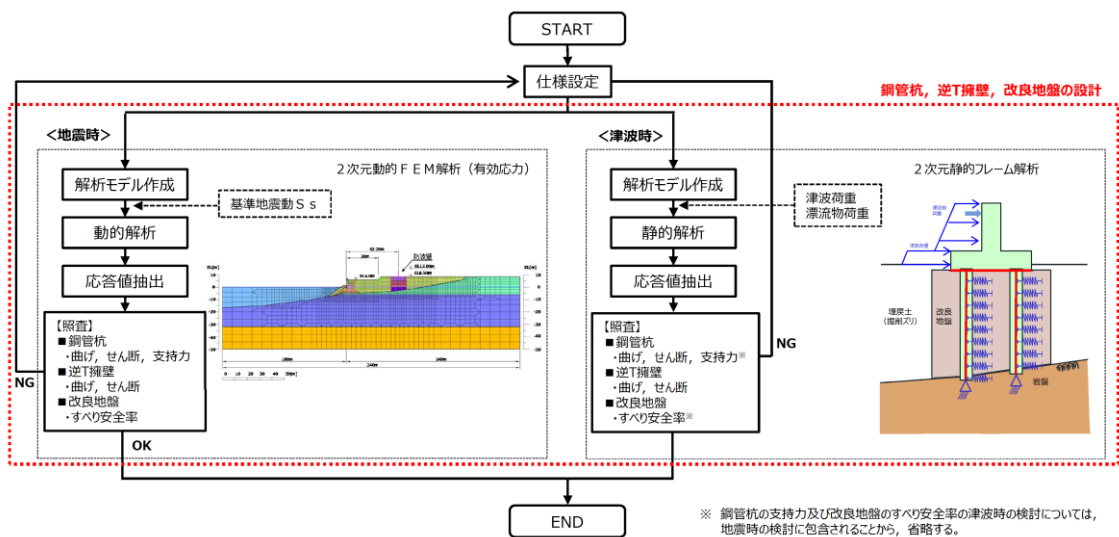 START
仕様設定
鋼管杭，逆T擁壁，改良地盤の設計
＜地震時＞
２次元動的ＦＥＭ解析（有効応力）
解析モデル作成
基準地震動Ｓｓ
動的解析
応答値抽出
【照査】
■鋼管杭
・曲げ，せん断，支持力
■逆T擁壁
・曲げ，せん断
■改良地盤
・すべり安全率
NG
OK
防波壁
＜津波時＞
２次元静的フレーム解析
解析モデル作成
津波荷重
漂流物荷重
静的解析
応答値抽出
【照査】
■鋼管杭
・曲げ，せん断，支持力※
■逆T擁壁
・曲げ，せん断
■改良地盤
・すべり安全率※
NG
埋戻土
（掘削ズリ）
改良
地盤
岩盤
END
※ 鋼管杭の支持力及び改良地盤のすべり安全率の津波時の検討については，
地震時の検討に包含されることから，省略する。